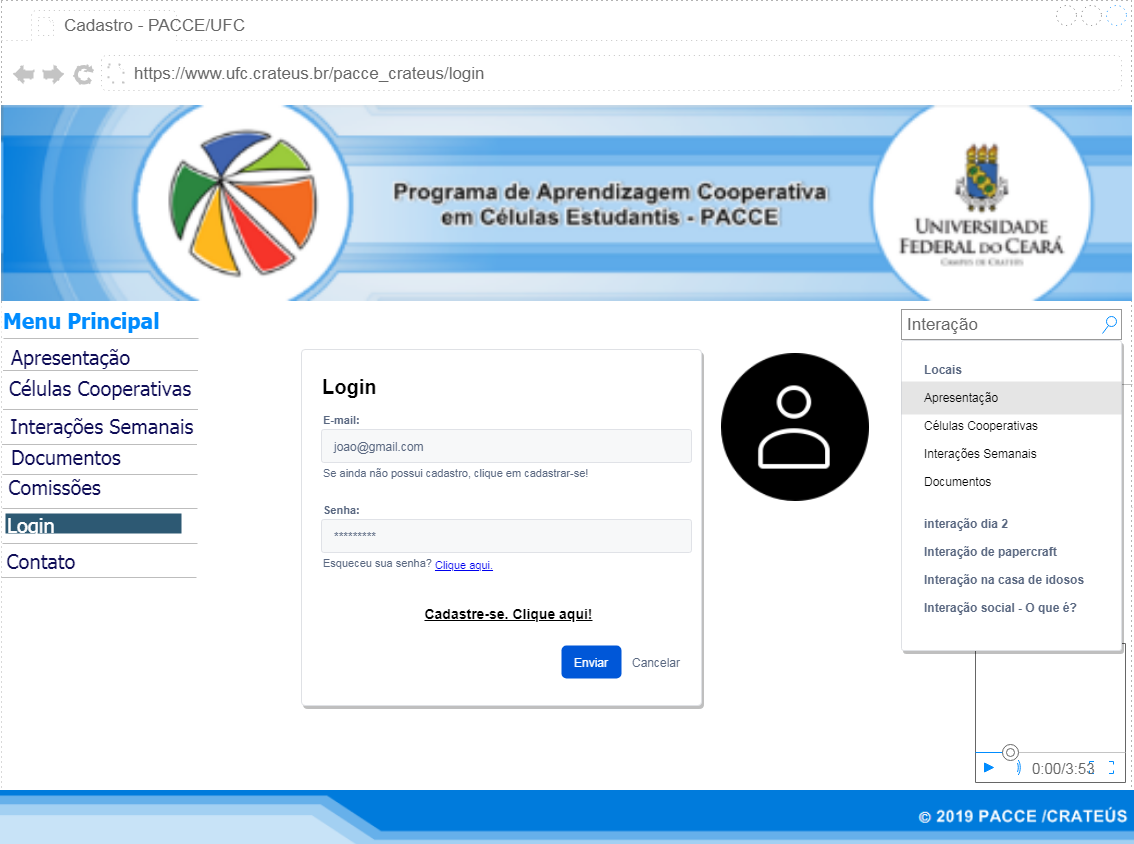 Cadastro - PACCE/UFC
https://www.ufc.crateus.br/pacce_crateus/login
Programa de Aprendizagem Cooperativa
em Células Estudantis - PACCE
UNIVERSIDADE
FEDERAL DO CEARÁ
CAMPUS DE CRATEÚS
Menu Principal
Apresentação
Células Cooperativas
Interações Semanais
Documentos
Comissões
Login
Contato
Login
E-mail:
joao@gmail.com
Se ainda não possui cadastro, clique em cadastrar-se!
Senha:
*********
Esqueceu sua senha? Clique aqui.
Cadastre-se. Clique aqui!
Enviar Cancelar
Interação
Locais
Apresentação
Células Cooperativas
Interações Semanais
Documentos
interação dia 2
Interação de papercraft
Interação na casa de idosos
Interação social - O que é?
0:00/3:53
© 2019 PACCE /CRATEÚS